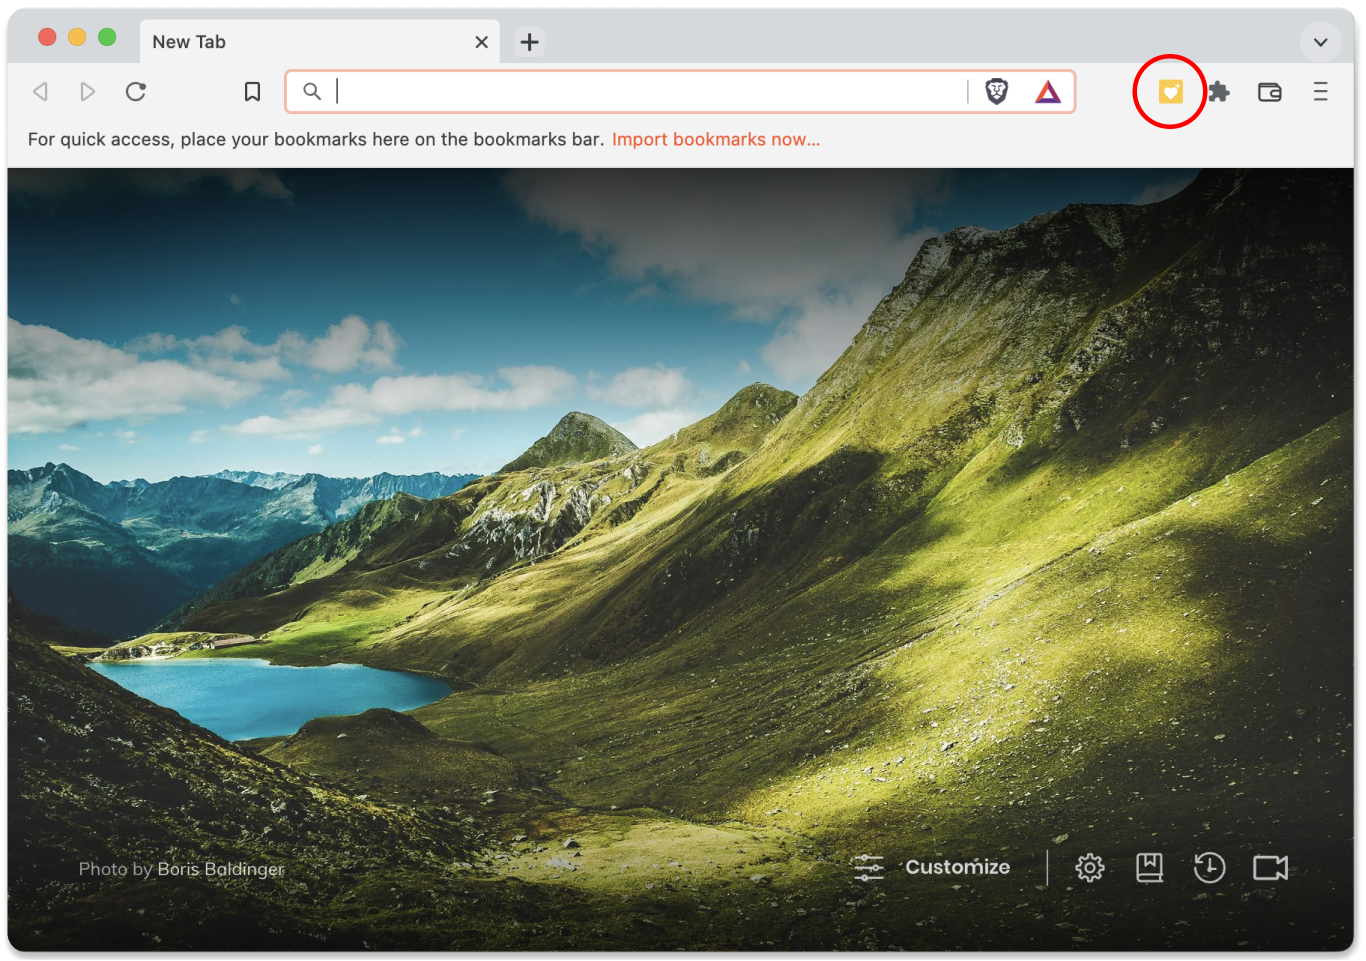 New Tab
For quick access, place your bookmarks here on the bookmarks bar. Import bookmarks now...
Photo by Boris Baldinger
Customize